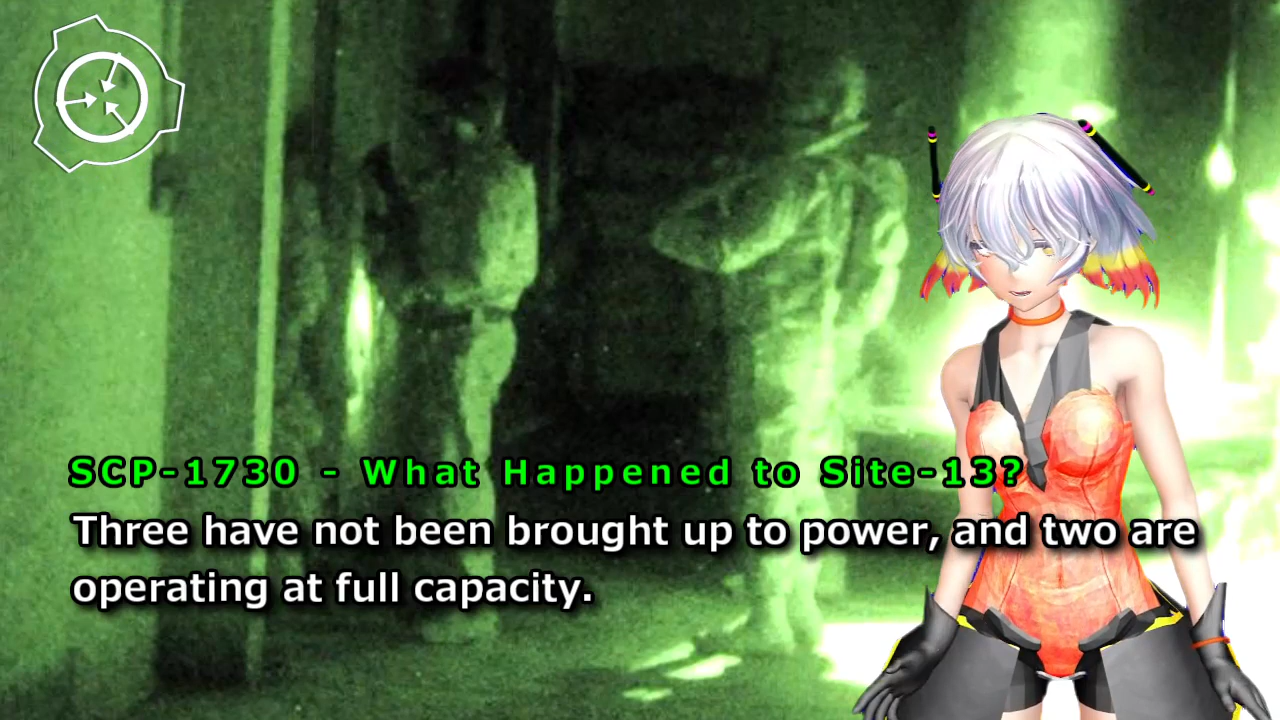 SCP-1730 - What Happened to Site-13?
Three have not been brought up to power, and two are
operating at full capacity.